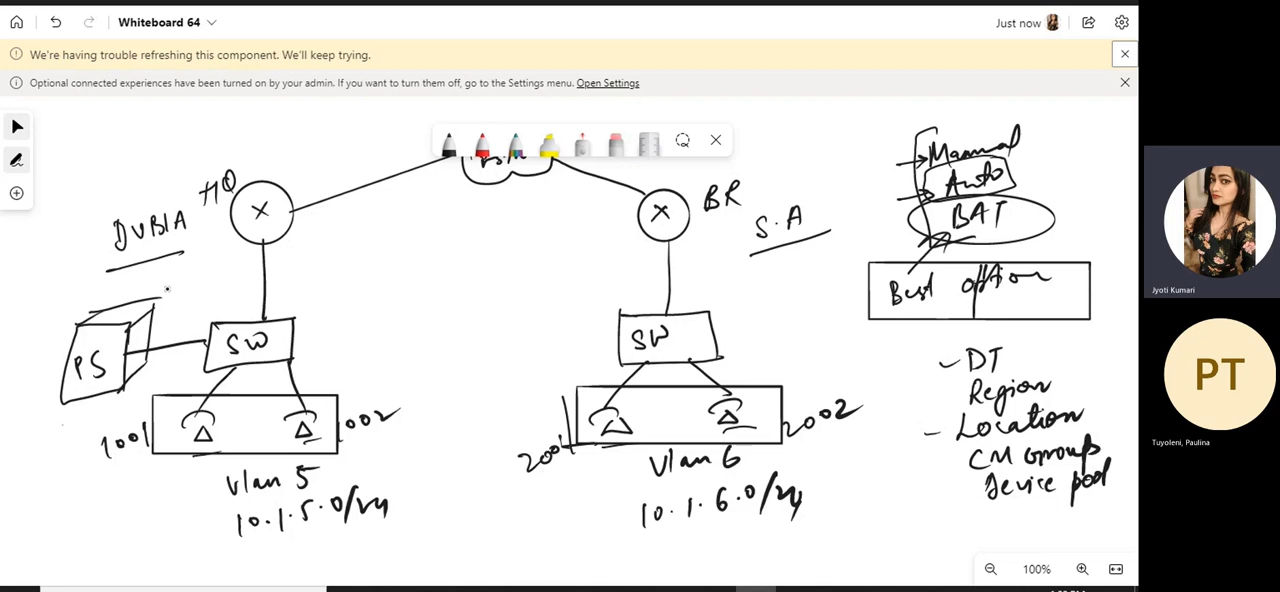 Whiteboard 64
Just now
We're having trouble refreshing this component. We'll keep trying.
Optional connected experiences have been turned on by your admin. If you want to turn them off, go to the Settings menu. Open Settings
HQ
DUBIA
BR
S.A
Manual
Auto
BAT
Best option
PS
SW
SW
1001
1002
2001
2002
Vlan 5
10.1.5.0/24
Vlan 6
10.1.6.0/24
- DT
Region
- Location
CM Groups
Device pool
Jyoti Kumari
PT
Tuyoleni, Paulina
100%